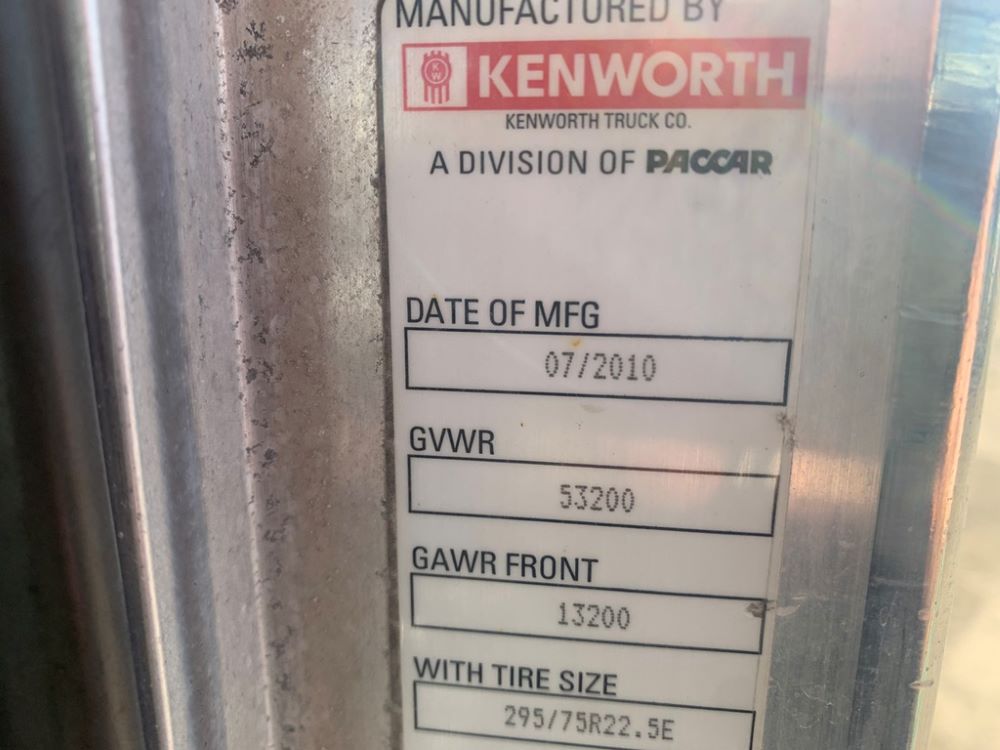 MANUFACTURED BY
KW KENWORTH
KENWORTH TRUCK CO.
A DIVISION OF PACCAR
DATE OF MFG
07/2010
GVWR
53200
GAWR FRONT
13200
WITH TIRE SIZE
295/75R22.5E